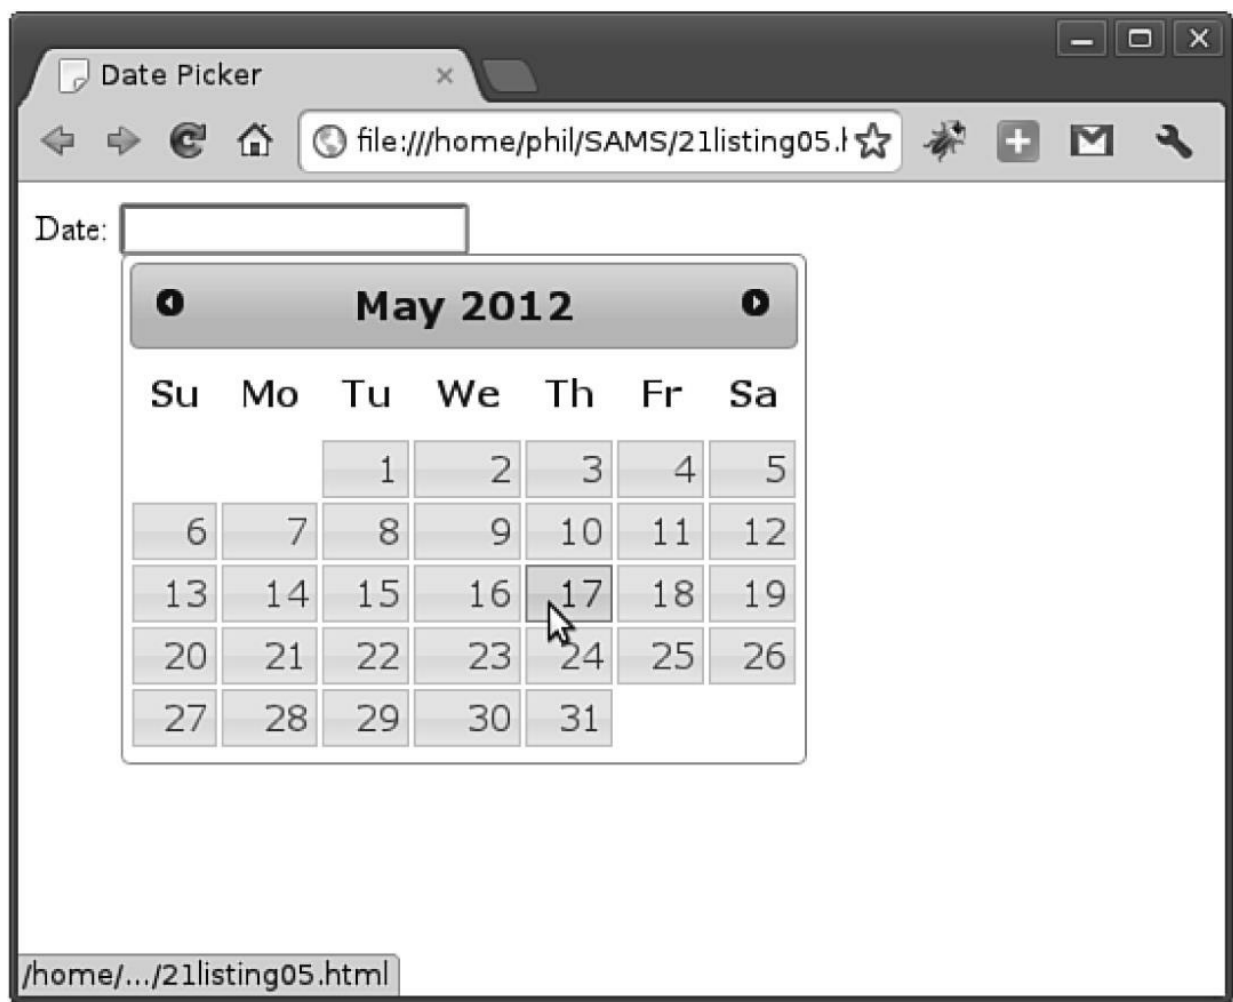 Date Picker
file:///home/phil/SAMS/21listing05.h
Date:
May 2012
Su Mo Tu We Th Fr Sa
1 2 3 4 5
6 7 8 9 10 11 12
13 14 15 16 17 18 19
20 21 22 23 24 25 26
27 28 29 30 31
/home/.../21listing05.html